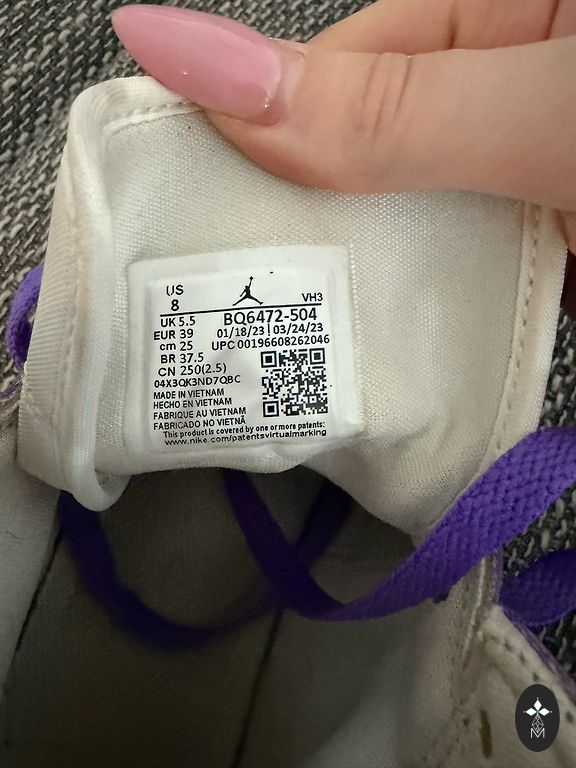 US
8
VH3
UK 5.5
BQ6472-504
EUR 39
01/18/23 | 03/24/23
cm 25
UPC 00196608262046
BR 37.5
CN 250(2.5)
04X3QK3ND7QBC
MADE IN VIETNAM
HECHO EN VIETNAM
FABRIQUE AU VIETNAM
FABRICADO NO VIETNÃ
This product is covered by one or more patents:
www.nike.com/patentsvirtualmarking
M